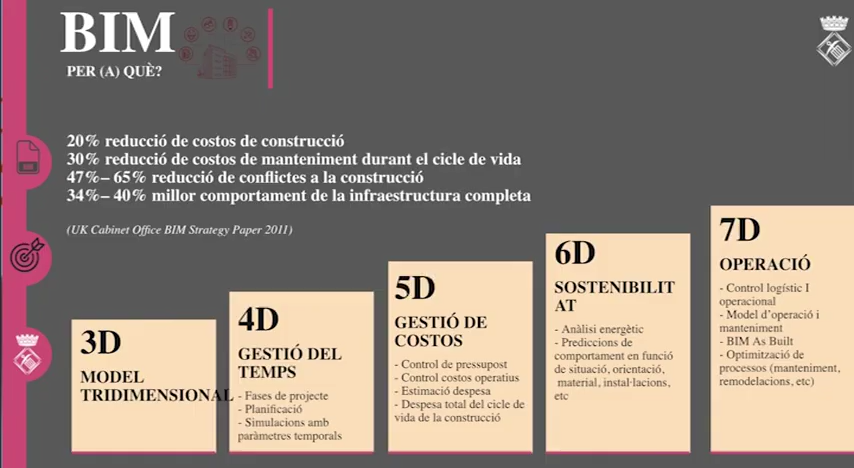 BIM
PER (A) QUÈ?
20% reducció de costos de construcció
30% reducció de costos de manteniment durant el cicle de vida
47%– 65% reducció de conflictes a la construcció
34%– 40% millor comportament de la infraestructura completa
(UK Cabinet Office BIM Strategy Paper 2011)
3D
MODEL
TRIDIMENSIONAL
4D
GESTIÓ DEL
TEMPS
- Fases de projecte
- Planificació
- Simulacions amb
paràmetres temporals
5D
GESTIÓ DE
COSTOS
- Control de pressupost
- Control costos operatius
- Estimació despesa
- Despesa total del cicle de
vida de la construcció
6D
SOSTENIBILIT
AT
- Anàlisi energètic
- Prediccions de
comportament en funció
de situació, orientació,
material, instal·lacions,
etc
7D
OPERACIÓ
- Control logístic I
operacional
- Model d'operació i
manteniment
- BIM As Built
- Optimització de
processos (manteniment,
remodelacions, etc)